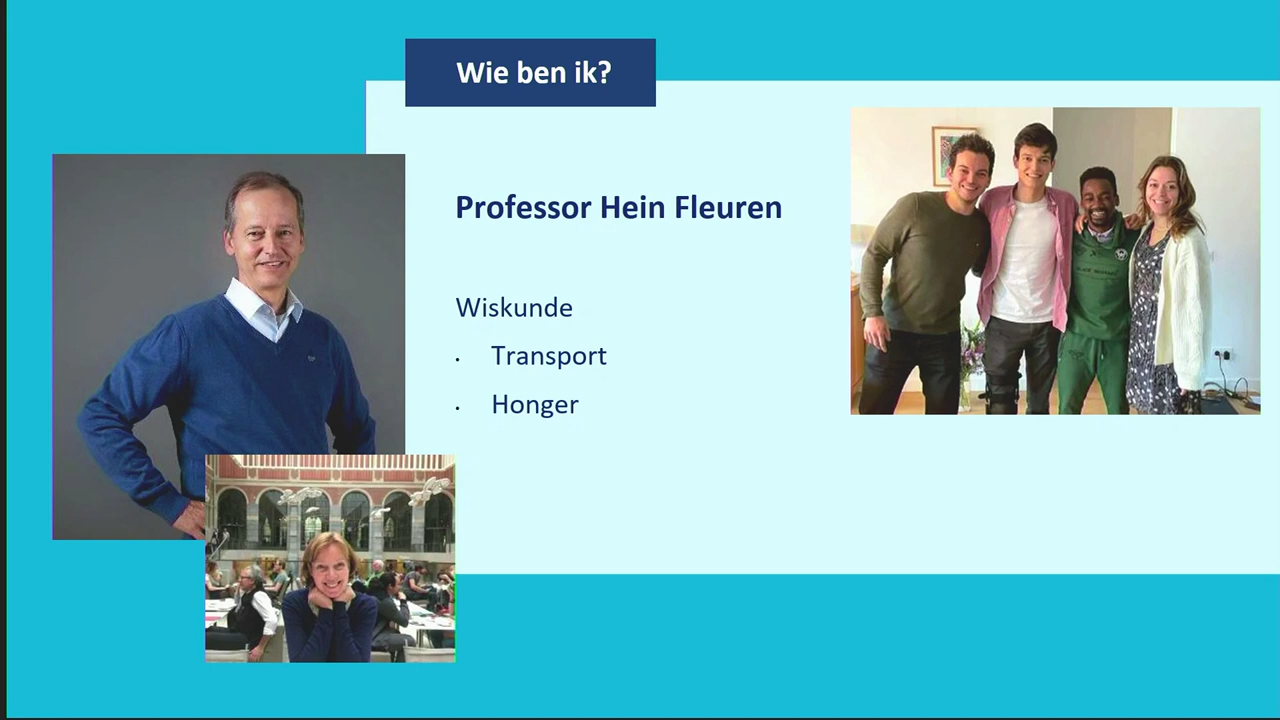 Wie ben ik?
Professor Hein Fleuren
Wiskunde
· Transport
· Honger